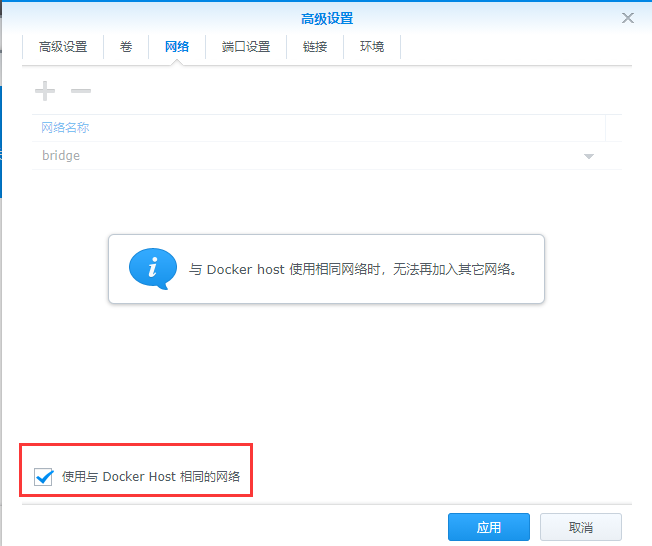 高级设置
高级设置 卷 网络 端口设置 链接 环境
网络名称
bridge
与 Docker host 使用相同网络时，无法再加入其它网络。
使用与 Docker Host 相同的网络
应用 取消